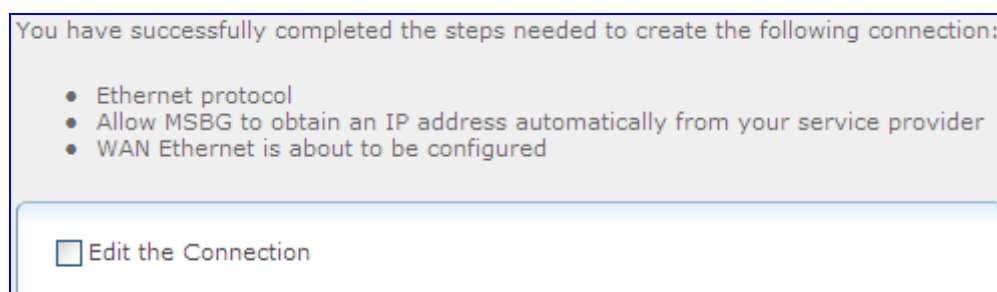 You have successfully completed the steps needed to create the following connection:
• Ethernet protocol
• Allow MSBG to obtain an IP address automatically from your service provider
• WAN Ethernet is about to be configured
Edit the Connection